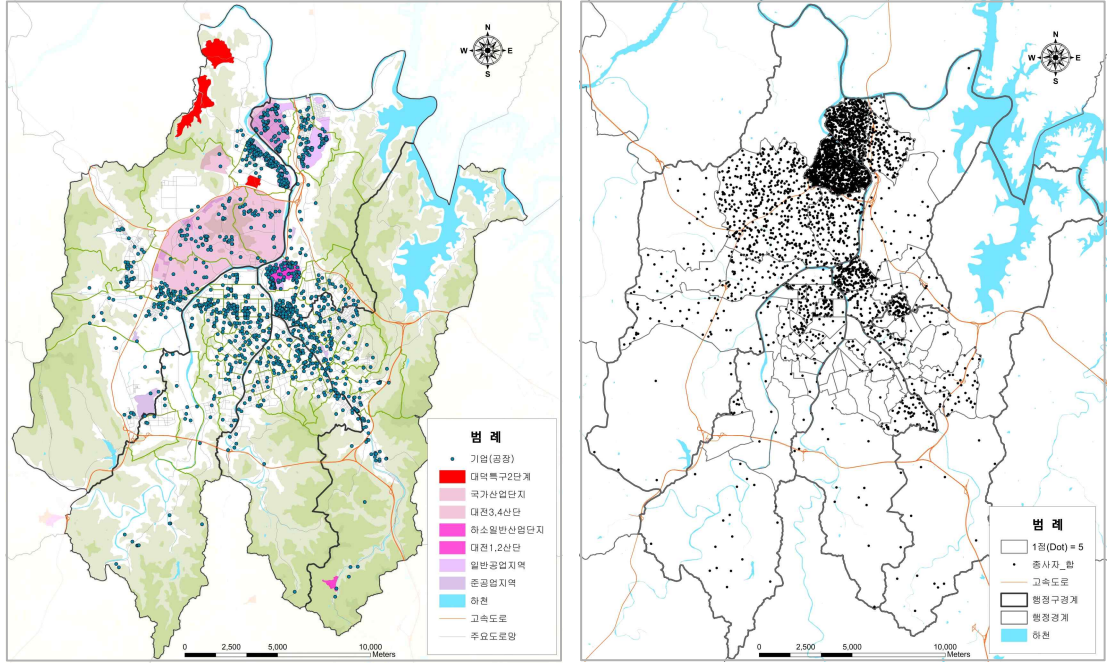 N
W E
S
범 례
기업(공장)
대덕특구2단계
국가산업단지
대전3,4산단
하소일반산업단지
대전1,2산단
일반공업지역
준공업지역
하천
고속도로
주요도로망
0 2,500 5,000 10,000
Meters
N
W E
S
범 례
1점(Dot) = 5
종사자_합
고속도로
행정구경계
행정경계
하천
0 2,500 5,000 10,000
Meters